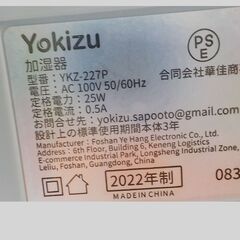 Yokizu
PS
E
加湿器
型番：YKZ-227P
電圧：AC 100V 50/60Hz
合同会社華佳商
定格電力：25W
定格電流：0.5A
お問い合せ：yokizu.sapooto@gmail.com
設計上の標準使用期間本体3年
Manufacturer：Foshan Ye Hang Electronic Co., Ltd.
Address：6th Floor, Building 6, Keneng Logistics
E-Commerce Industrial Park, Longsheng Industrial Zone,
Leliu, Foshan, Guangdong, China
2022年制
083
MADE IN CHINA